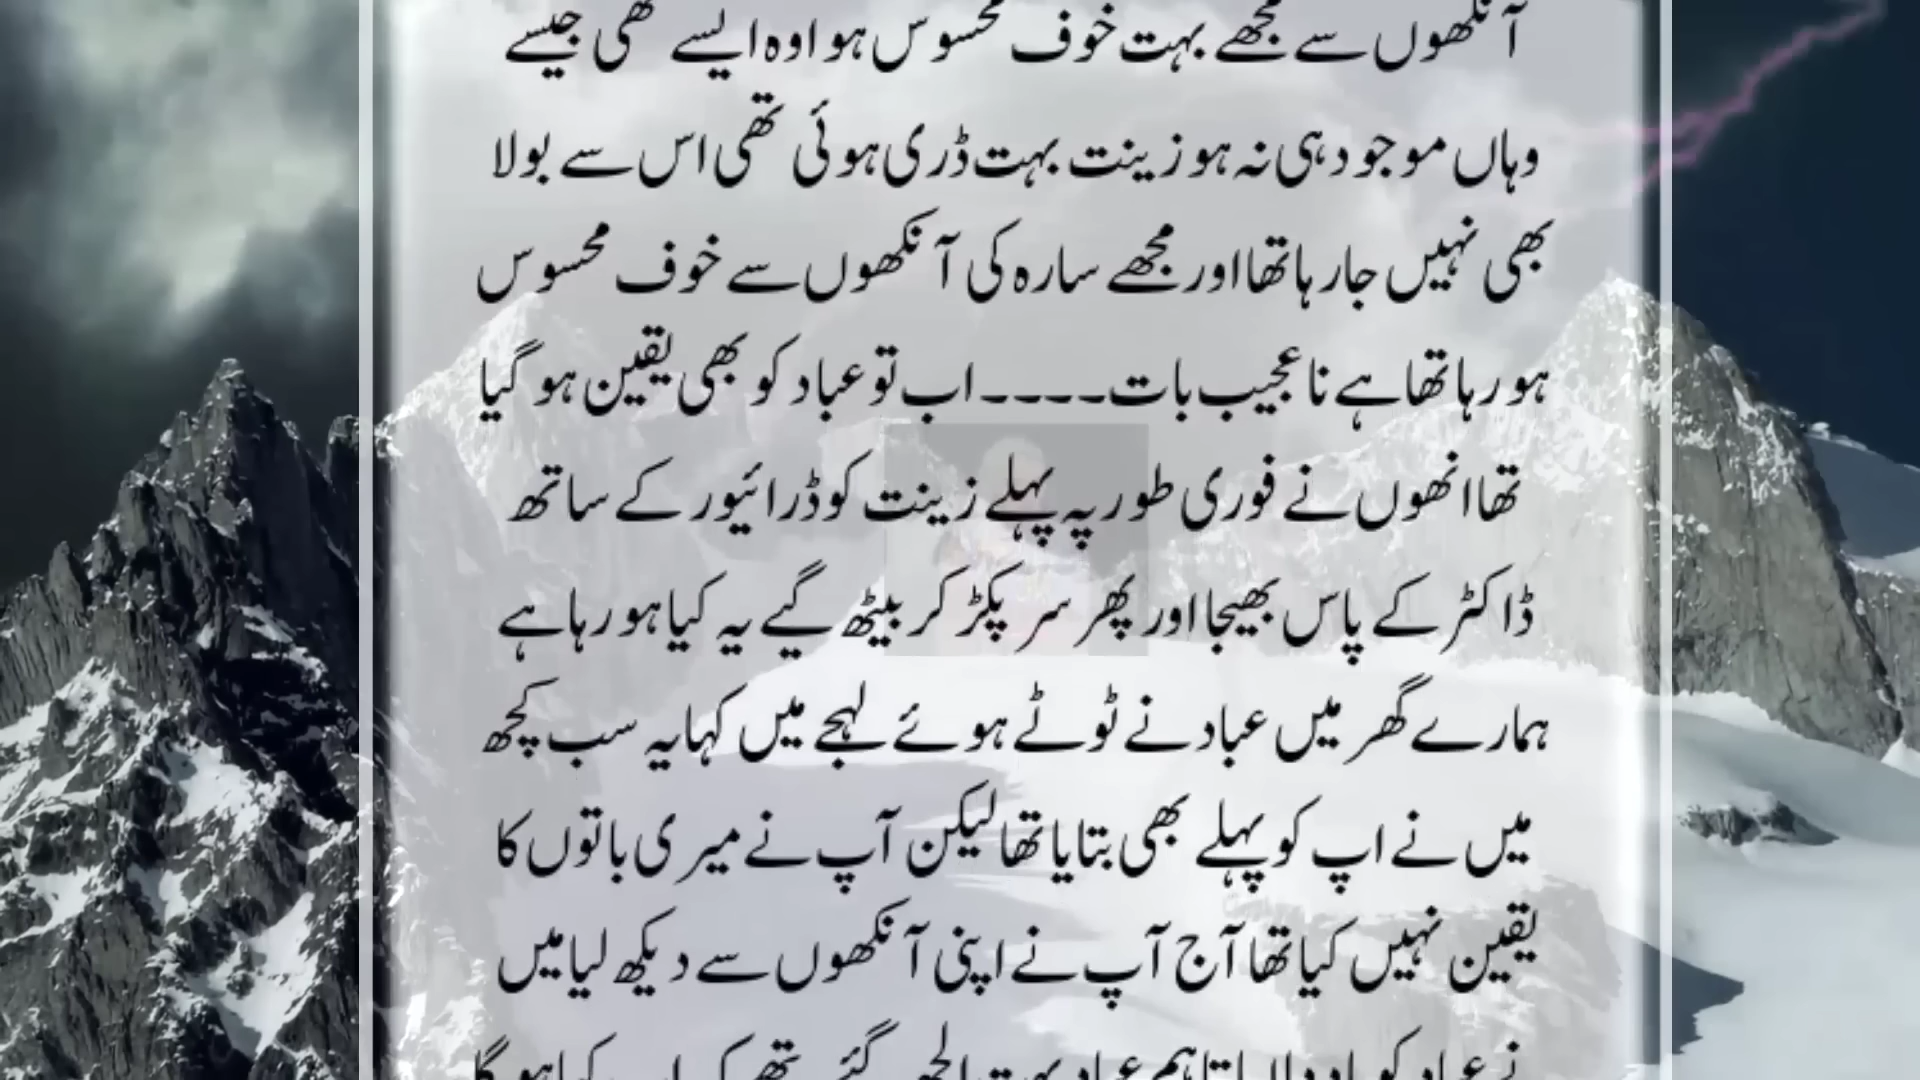 آنکھوں سے مجھے بہت خوف محسوس ہوا وہ ایسے تھی جیسے
وہاں موجود ہی نہ ہو زینت بہت ڈری ہوئی تھی اس سے بولا
بھی نہیں جا رہا تھا اور مجھے سارہ کی آنکھوں سے خوف محسوس
ہو رہا تھا ہے نا عجیب بات ۔۔۔۔ اب تو عباد کو بھی یقین ہو گیا
تھا انھوں نے فوری طور پہ پہلے زینت کو ڈرائیور کے ساتھ
ڈاکٹر کے پاس بھیجا اور پھر سر پکڑ کر بیٹھ گیے یہ کیا ہو رہا ہے
ہمارے گھر میں عباد نے ٹوٹے ہوئے لہجے میں کہا یہ سب کچھ
میں نے اپ کو پہلے بھی بتایا تھا لیکن آپ نے میری باتوں کا
یقین نہیں کیا تھا آج آپ نے اپنی آنکھوں سے دیکھ لیا میں
نے عباد کو یاد دلایا